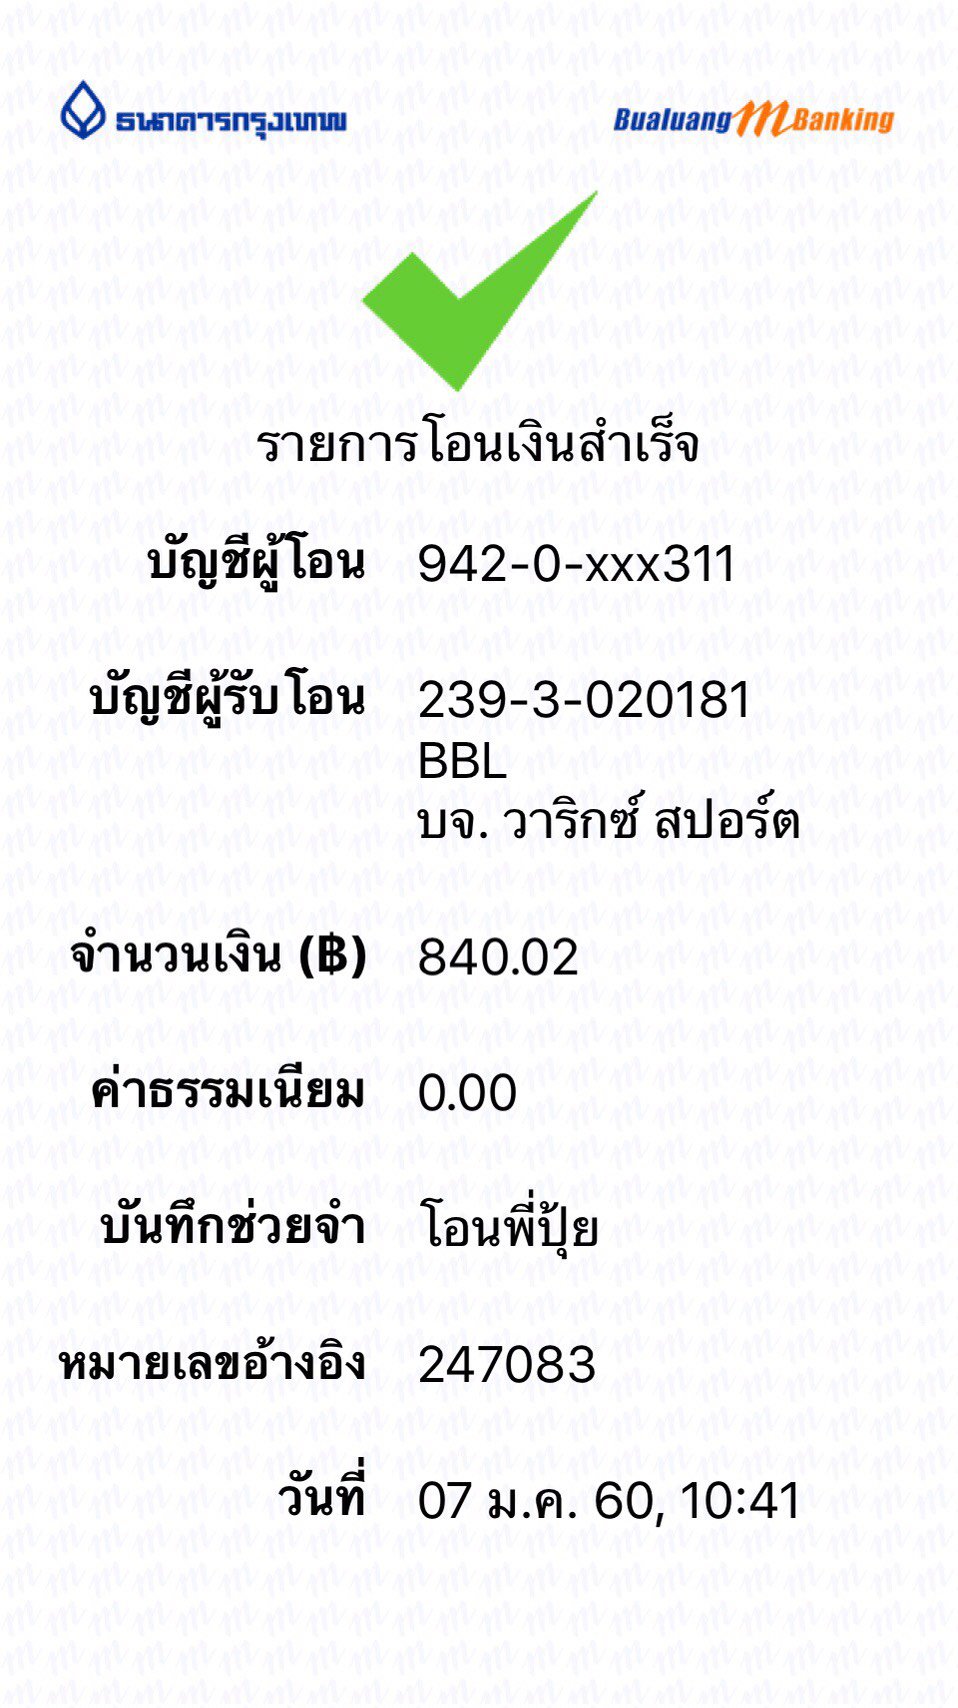 ธนาคารกรุงเทพ
Bualuang mBanking
รายการโอนเงินสำเร็จ
บัญชีผู้โอน 942-0-xxx311
บัญชีผู้รับโอน 239-3-020181
BBL
บจ. วาริกซ์ สปอร์ต
จำนวนเงิน (฿) 840.02
ค่าธรรมเนียม 0.00
บันทึกช่วยจำ โอนพี่ปุ้ย
หมายเลขอ้างอิง 247083
วันที่ 07 ม.ค. 60, 10:41